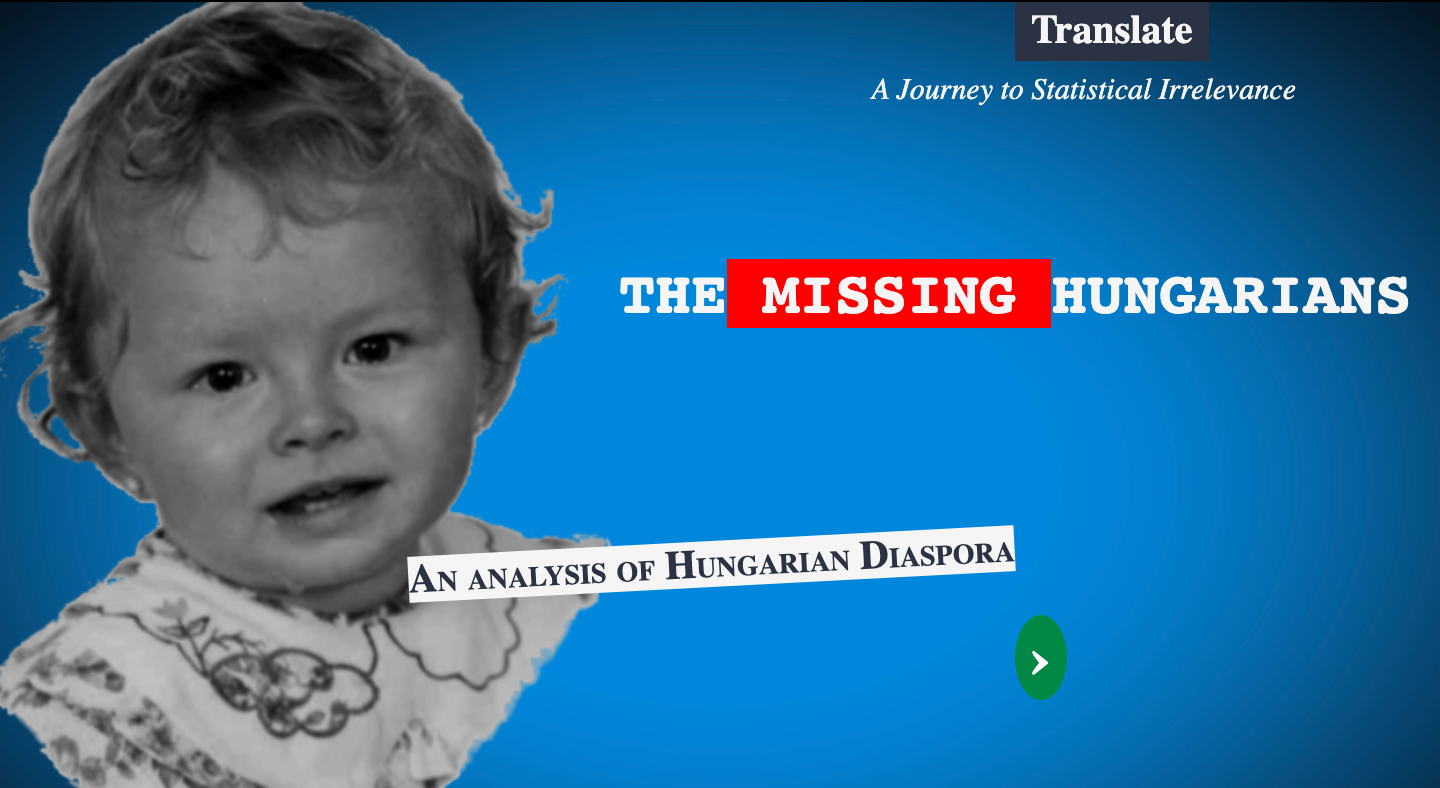 Translate
A Journey to Statistical Irrelevance
THE MISSING HUNGARIANS
AN ANALYSIS OF HUNGARIAN DIASPORA